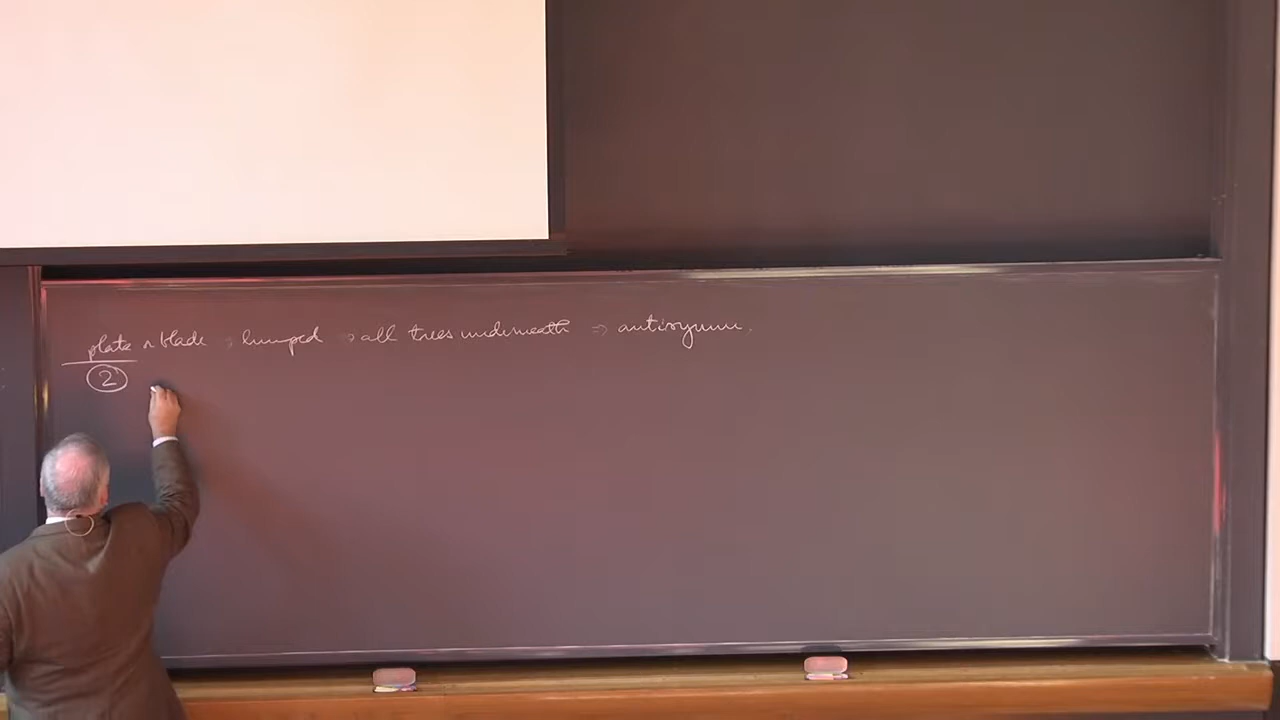 plate n blade ⇒ lumped ⇒ all trees underneath ⇒ antisymm.
②